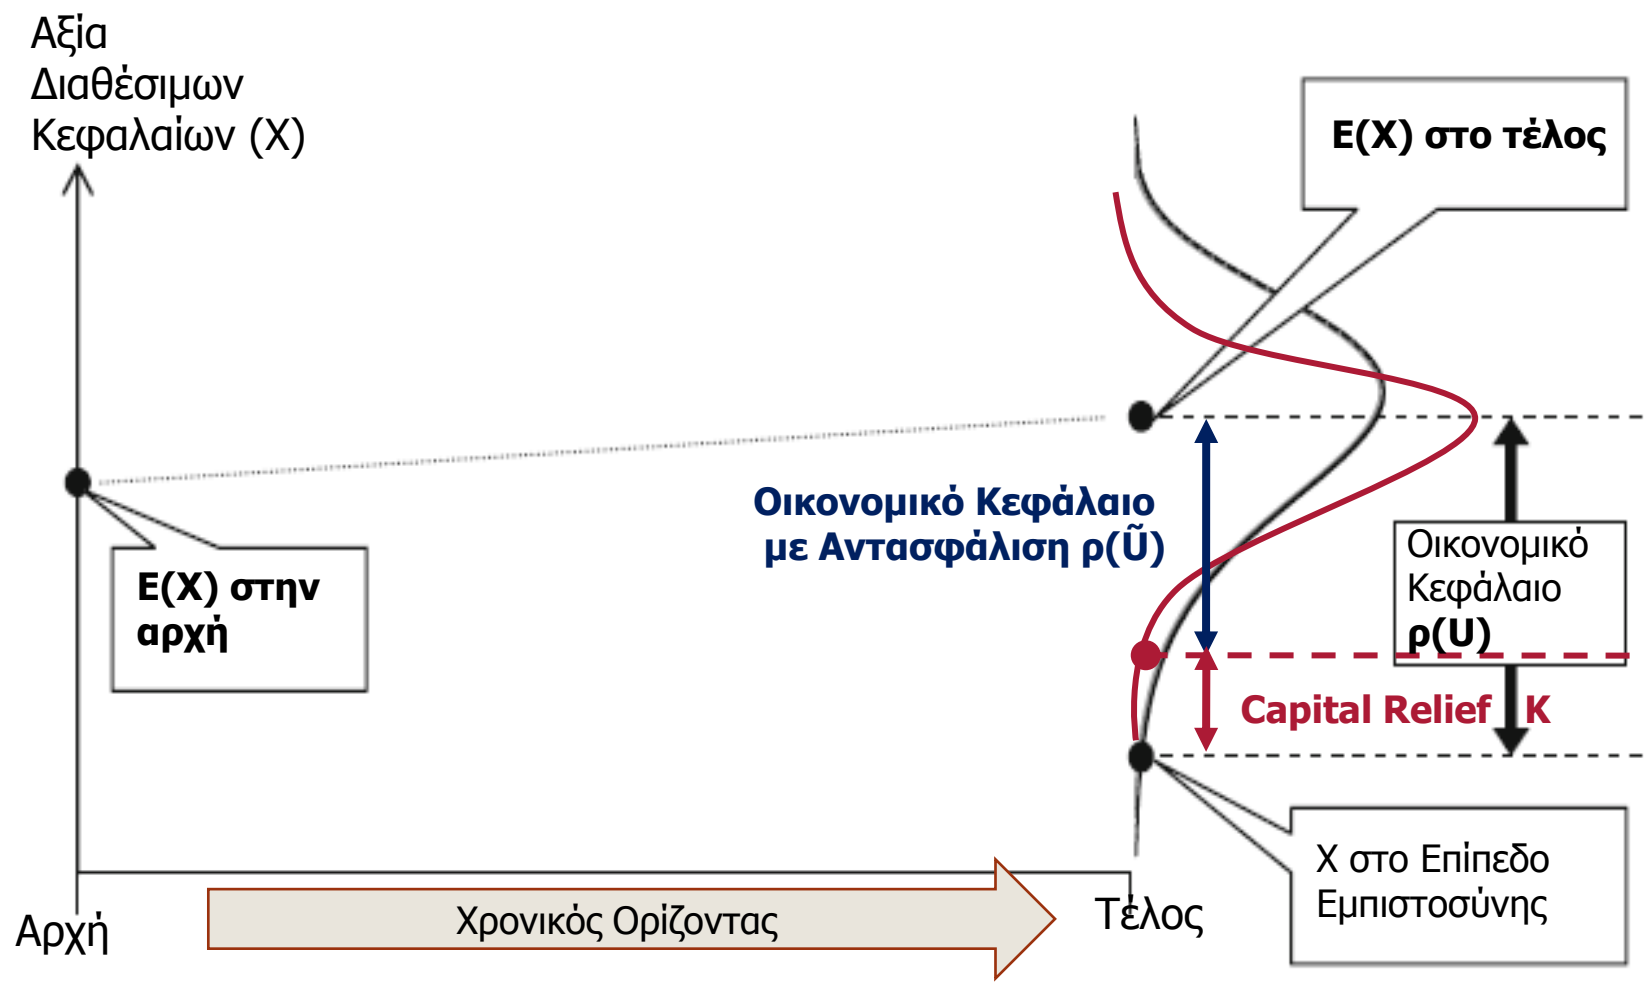 Αξία
Διαθέσιμων
Κεφαλαίων (Χ)
Ε(Χ) στο τέλος
Οικονομικό Κεφάλαιο
με Αντασφάλιση ρ(Ũ)
Οικονομικό
Κεφάλαιο
ρ(U)
Ε(Χ) στην
αρχή
Capital Relief Κ
Χ στο Επίπεδο
Εμπιστοσύνης
Αρχή
Χρονικός Ορίζοντας
Τέλος